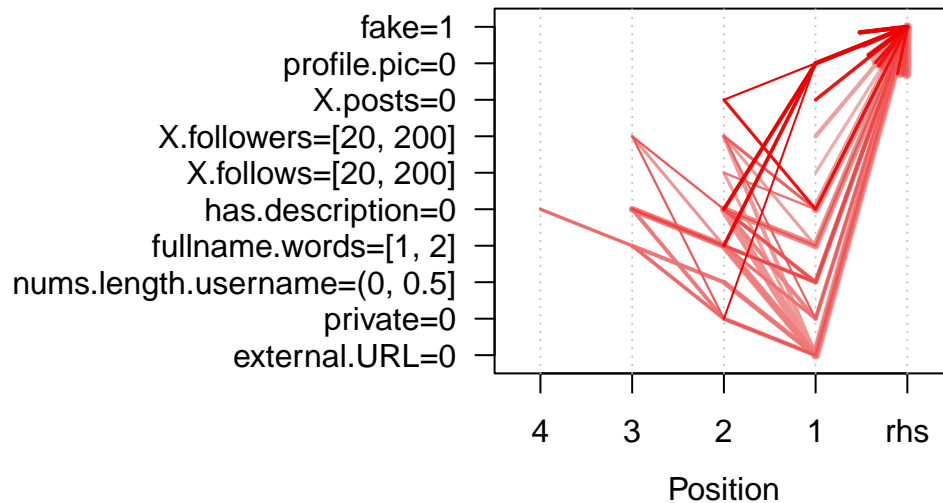 fake=1
profile.pic=0
X.posts=0
X.followers=[20, 200]
X.follows=[20, 200]
has.description=0
fullname.words=[1, 2]
nums.length.username=(0, 0.5]
private=0
external.URL=0
4 3 2 1 rhs
Position